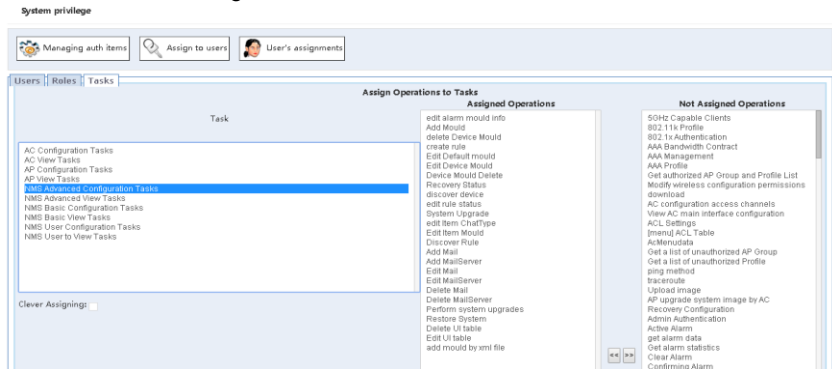 System privilege
Managing auth items
Assign to users
User's assignments
Users
Roles
Tasks
Assign Operations to Tasks
Task
AC Configuration Tasks
AC View Tasks
AP Configuration Tasks
AP View Tasks
NMS Advanced Configuration Tasks
NMS Advanced View Tasks
NMS Basic Configuration Tasks
NMS Basic View Tasks
NMS User Configuration Tasks
NMS User to View Tasks
Clever Assigning:
Assigned Operations
edit alarm mould info
Add Mould
delete Device Mould
create rule
Edit Default mould
Edit Device Mould
Device Mould Delete
Recovery Status
discover device
edit rule status
System Upgrade
edit Item ChatType
Edit Item Mould
Discover Rule
Add Mail
Add MailServer
Edit Mail
Edit MailServer
Delete Mail
Delete MailServer
Perform system upgrades
Restore System
Delete UI table
Edit UI table
add mould by xml file
<< >>
Not Assigned Operations
5GHz Capable Clients
802.11k Profile
802.1x Authentication
AAA Bandwidth Contract
AAA Management
AAA Profile
Get authorized AP Group and Profile List
Modify wireless configuration permissions
download
AC configuration access channels
View AC main interface configuration
ACL Settings
[menu] ACL Table
AcMenudata
Get a list of unauthorized AP Group
Get a list of unauthorized Profile
ping method
traceroute
Upload image
AP upgrade system image by AC
Recovery Configuration
Admin Authentication
Active Alarm
get alarm data
Get alarm statistics
Clear Alarm
Confirming Alarm